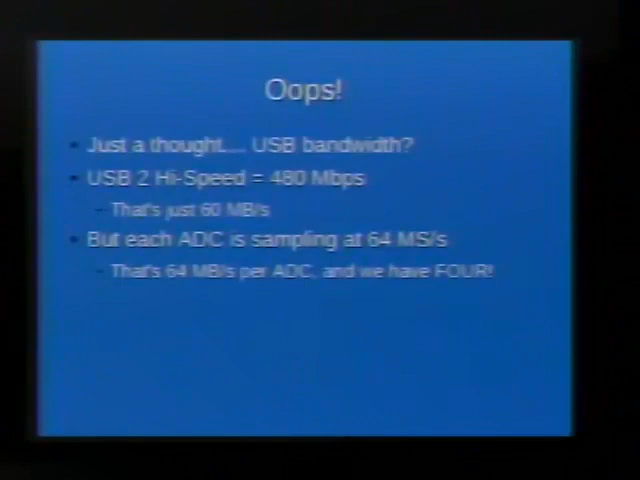 Oops!
Just a thought.... USB bandwidth?
USB 2 Hi-Speed = 480 Mbps
That's just 60 MB/s
But each ADC is sampling at 64 MS/s
That's 64 MB/s per ADC, and we have FOUR!